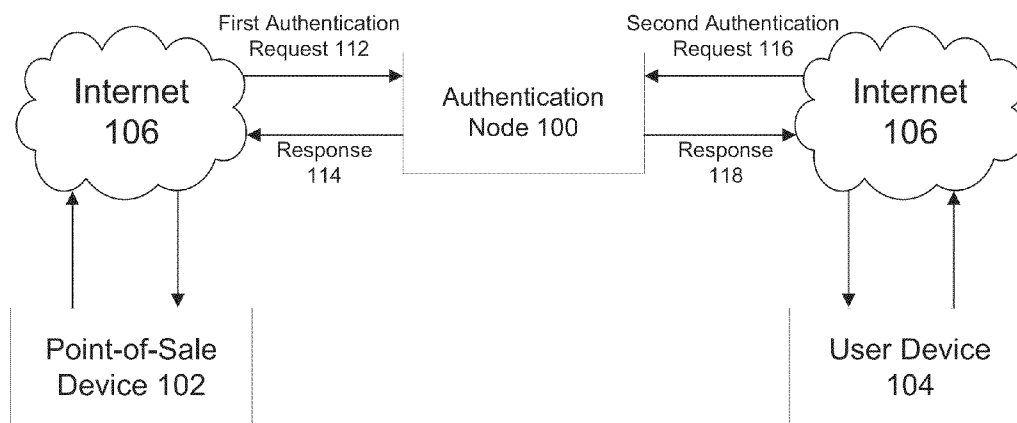 First Authentication
Request 112
Second Authentication
Request 116
Internet
106
Authentication
Node 100
Internet
106
Response
114
Response
118
Point-of-Sale
Device 102
User Device
104